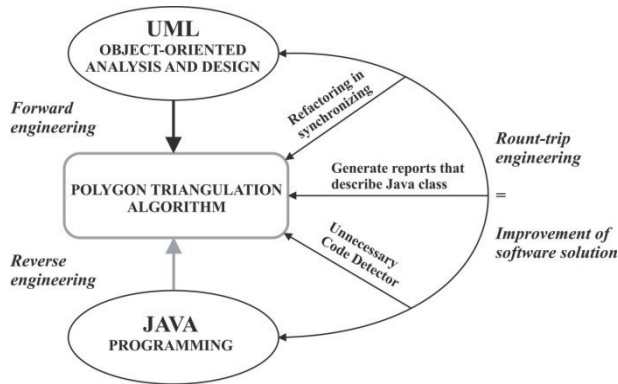 UML
OBJECT-ORIENTED
ANALYSIS AND DESIGN
Forward
engineering
Refactoring in
synchronizing
Rount-trip
engineering
=
Improvement of
software solution
POLYGON TRIANGULATION
ALGORITHM
Generate reports that
describe Java class
Unnecessary
Code Detector
Reverse
engineering
JAVA
PROGRAMMING